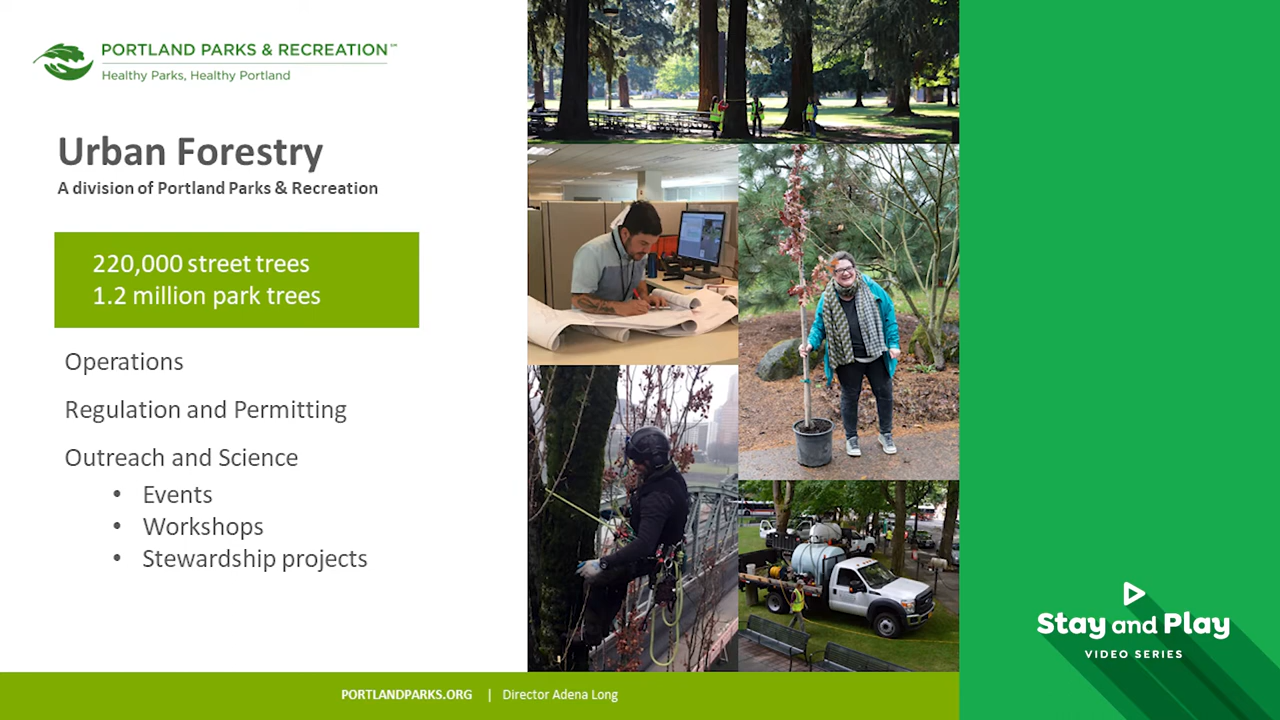 PORTLAND PARKS & RECREATION℠
Healthy Parks, Healthy Portland
Urban Forestry
A division of Portland Parks & Recreation
220,000 street trees
1.2 million park trees
Operations
Regulation and Permitting
Outreach and Science
• Events
• Workshops
• Stewardship projects
PORTLANDPARKS.ORG | Director Adena Long
Stay and Play
VIDEO SERIES